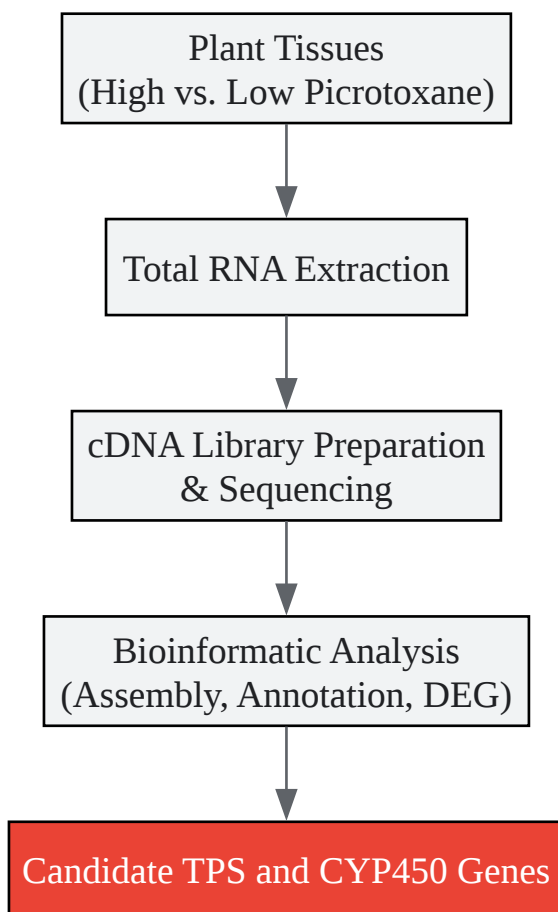 Plant Tissues
(High vs. Low Picrotoxane)
Total RNA Extraction
cDNA Library Preparation
& Sequencing
Bioinformatic Analysis
(Assembly, Annotation, DEG)
Candidate TPS and CYP450 Genes